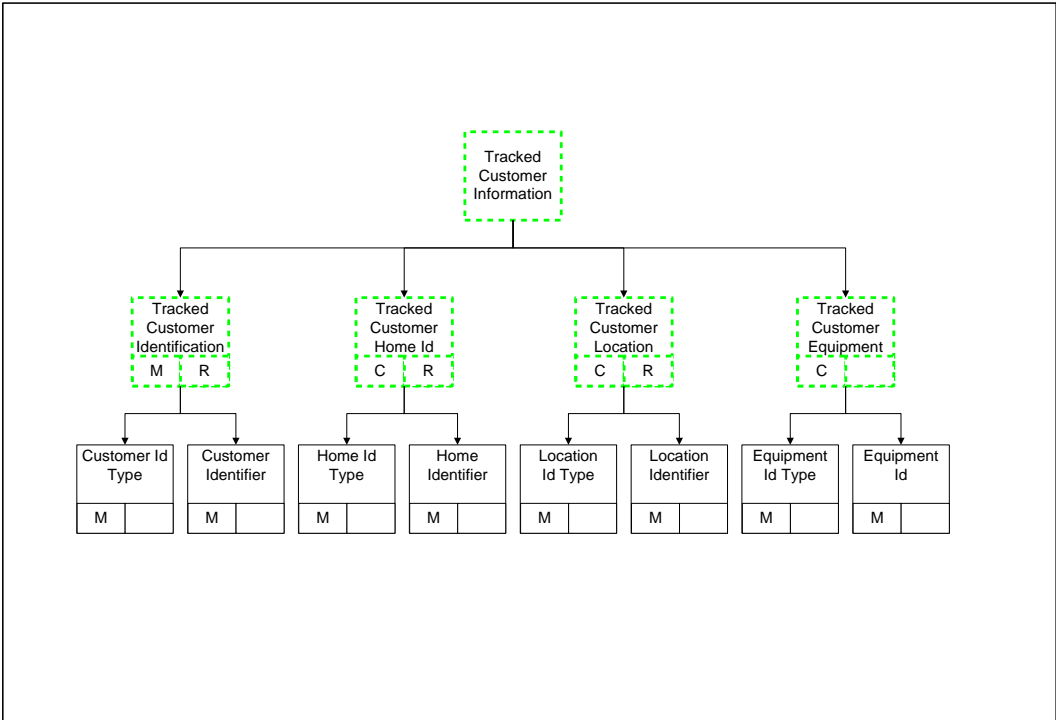 Tracked
Customer
Information
Tracked
Customer
Identification
M R
Tracked
Customer
Home Id
C R
Tracked
Customer
Location
C R
Tracked
Customer
Equipment
C
Customer Id
Type
M
Customer
Identifier
M
Home Id
Type
M
Home
Identifier
M
Location
Id Type
M
Location
Identifier
M
Equipment
Id Type
M
Equipment
Id
M